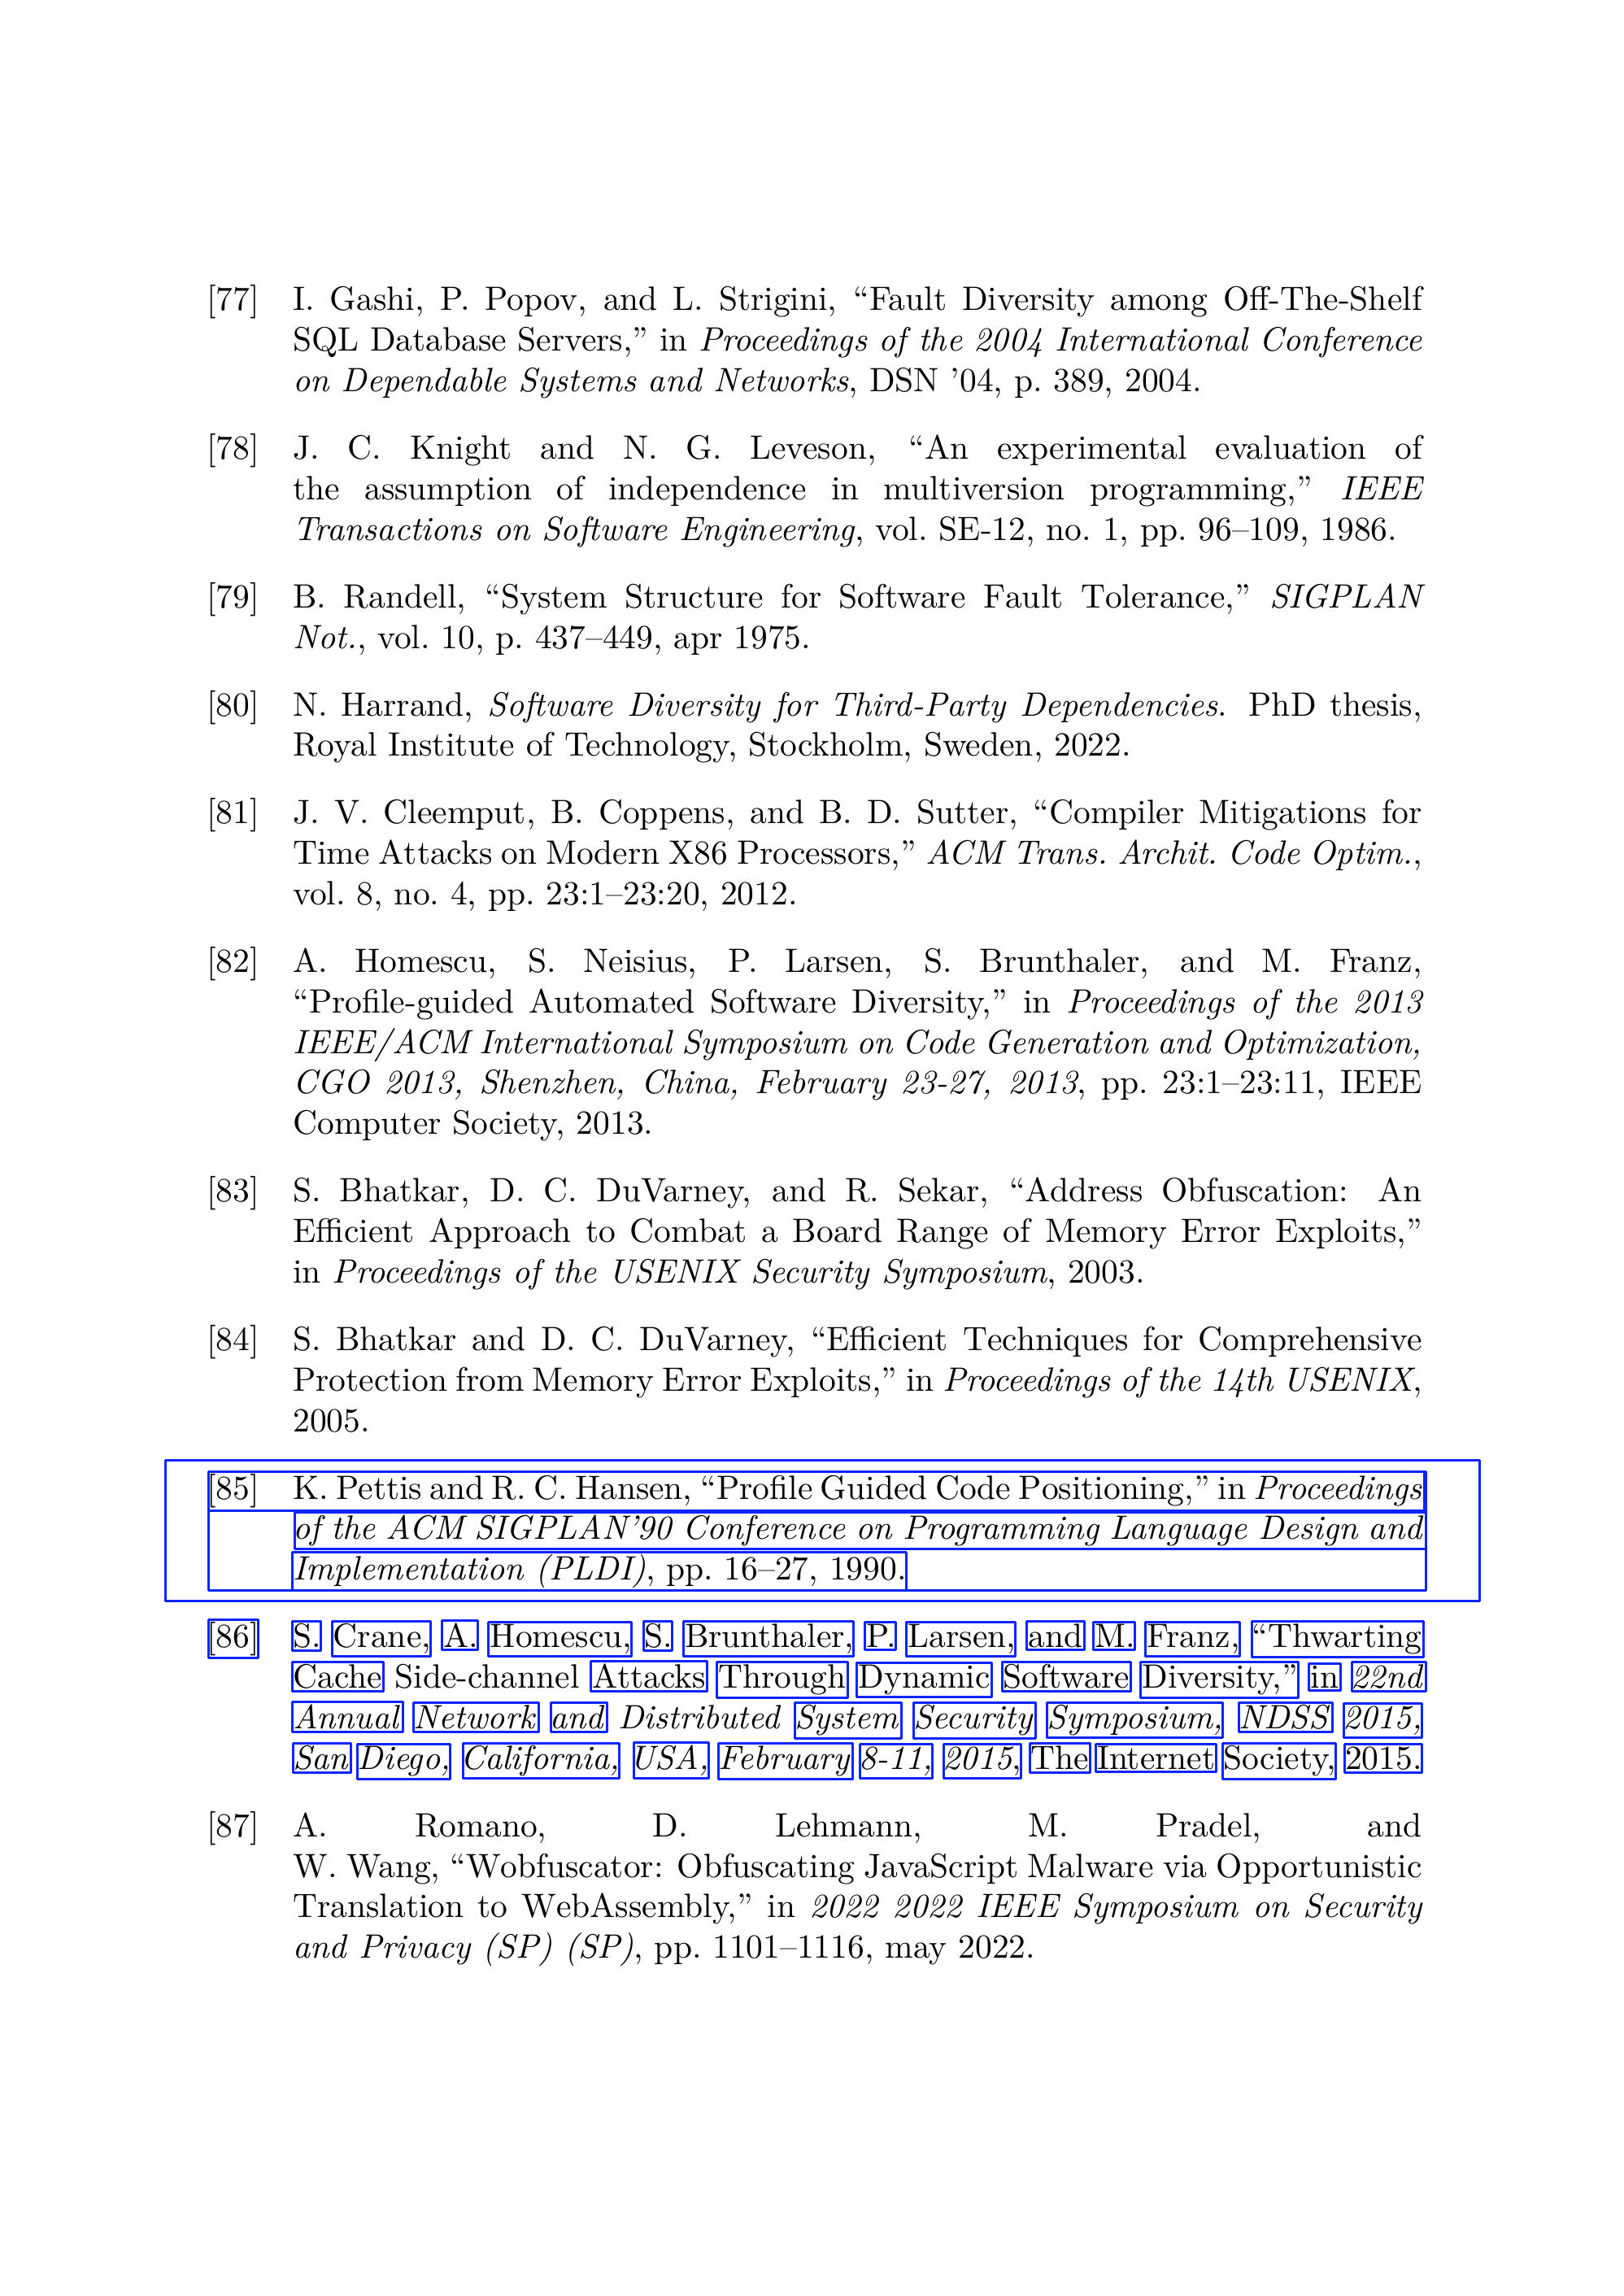 [77] I. Gashi, P. Popov, and L. Strigini, “Fault Diversity among Off-The-Shelf
SQL Database Servers,” in Proceedings of the 2004 International Conference
on Dependable Systems and Networks, DSN ’04, p. 389, 2004.
[78] J. C. Knight and N. G. Leveson, “An experimental evaluation of
the assumption of independence in multiversion programming,” IEEE
Transactions on Software Engineering, vol. SE-12, no. 1, pp. 96–109, 1986.
[79] B. Randell, “System Structure for Software Fault Tolerance,” SIGPLAN
Not., vol. 10, p. 437–449, apr 1975.
[80] N. Harrand, Software Diversity for Third-Party Dependencies. PhD thesis,
Royal Institute of Technology, Stockholm, Sweden, 2022.
[81] J. V. Cleemput, B. Coppens, and B. D. Sutter, “Compiler Mitigations for
Time Attacks on Modern X86 Processors,” ACM Trans. Archit. Code Optim.,
vol. 8, no. 4, pp. 23:1–23:20, 2012.
[82] A. Homescu, S. Neisius, P. Larsen, S. Brunthaler, and M. Franz,
“Profile-guided Automated Software Diversity,” in Proceedings of the 2013
IEEE/ACM International Symposium on Code Generation and Optimization,
CGO 2013, Shenzhen, China, February 23-27, 2013, pp. 23:1–23:11, IEEE
Computer Society, 2013.
[83] S. Bhatkar, D. C. DuVarney, and R. Sekar, “Address Obfuscation: An
Efficient Approach to Combat a Board Range of Memory Error Exploits,”
in Proceedings of the USENIX Security Symposium, 2003.
[84] S. Bhatkar and D. C. DuVarney, “Efficient Techniques for Comprehensive
Protection from Memory Error Exploits,” in Proceedings of the 14th USENIX,
2005.
[85] K. Pettis and R. C. Hansen, “Profile Guided Code Positioning,” in Proceedings
of the ACM SIGPLAN’90 Conference on Programming Language Design and
Implementation (PLDI), pp. 16–27, 1990.
[86] S. Crane, A. Homescu, S. Brunthaler, P. Larsen, and M. Franz, “Thwarting
Cache Side-channel Attacks Through Dynamic Software Diversity,” in 22nd
Annual Network and Distributed System Security Symposium, NDSS 2015,
San Diego, California, USA, February 8-11, 2015, The Internet Society, 2015.
[87] A. Romano, D. Lehmann, M. Pradel, and
W. Wang, “Wobfuscator: Obfuscating JavaScript Malware via Opportunistic
Translation to WebAssembly,” in 2022 2022 IEEE Symposium on Security
and Privacy (SP) (SP), pp. 1101–1116, may 2022.